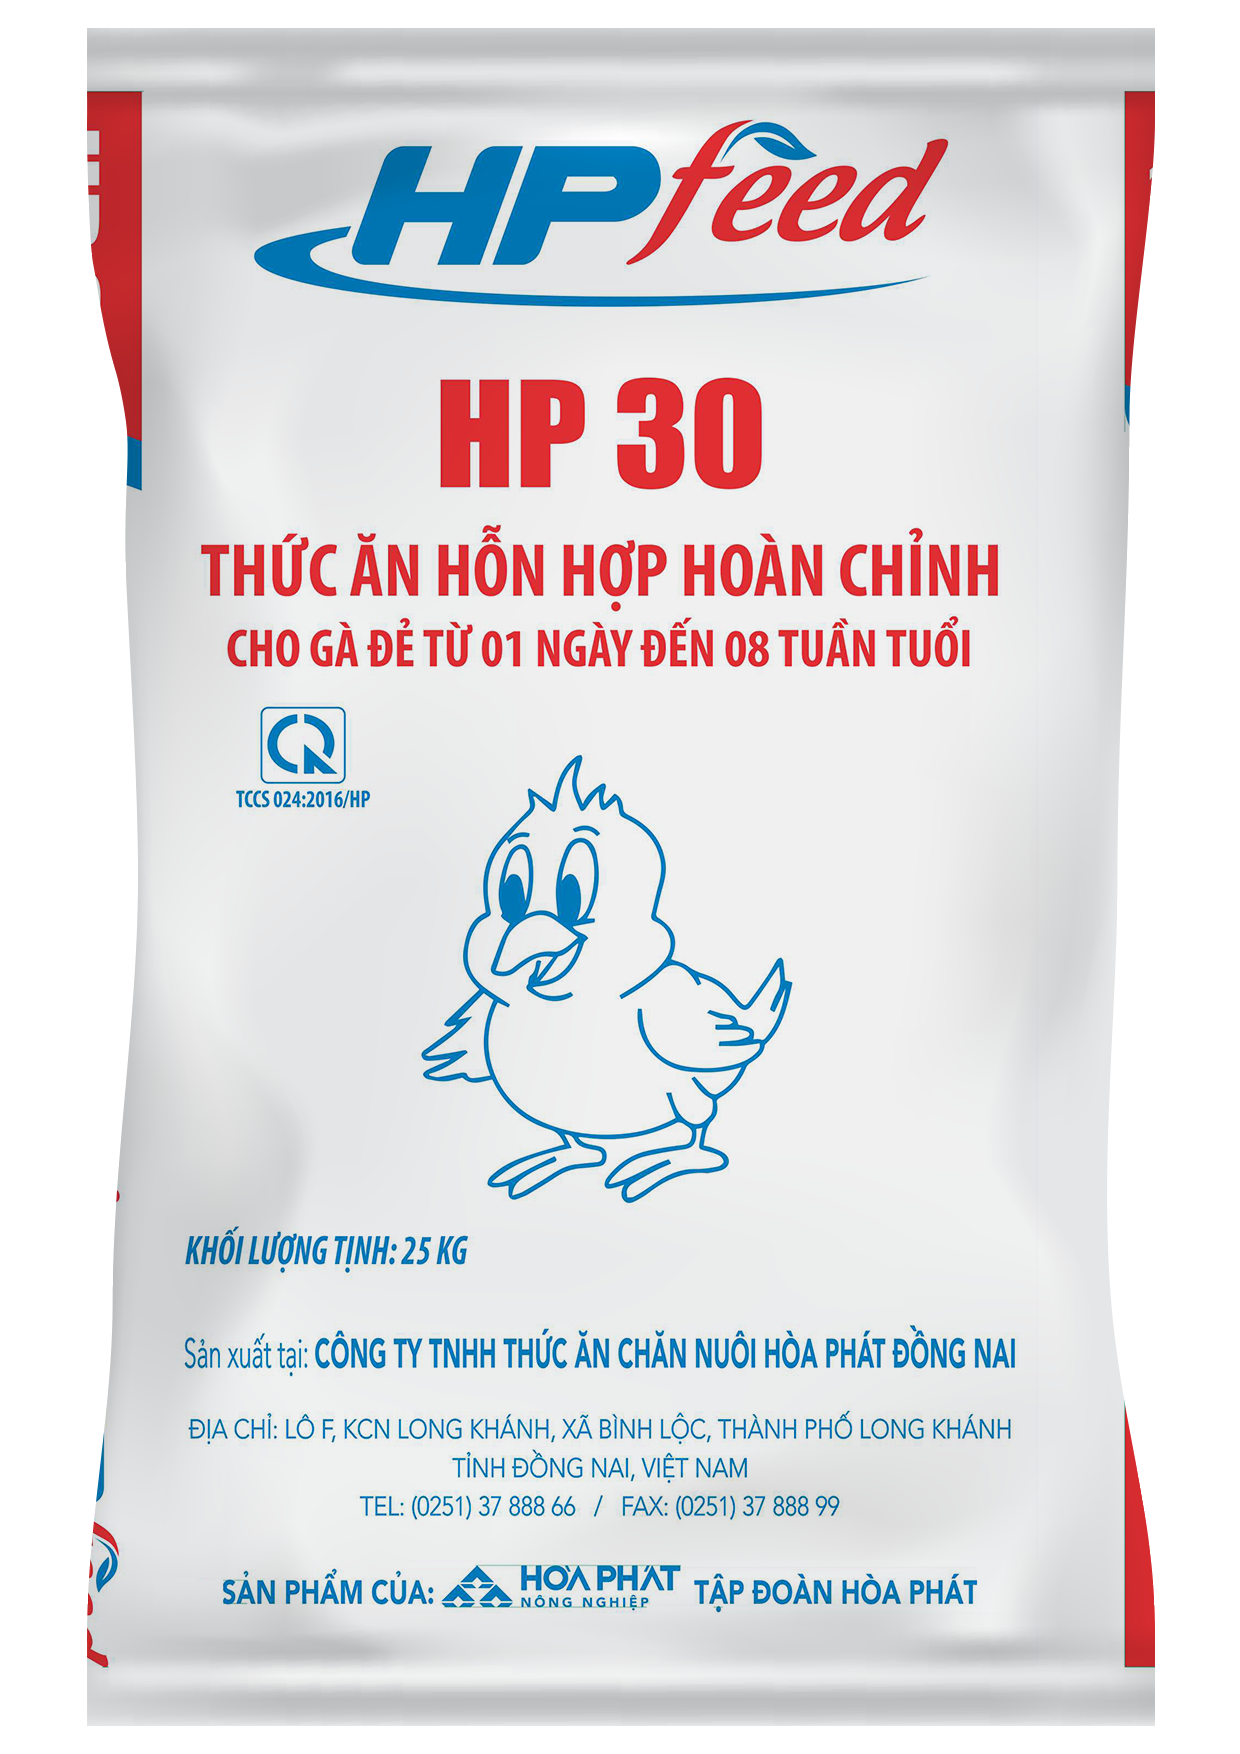 HPfeed
HP 30
THỨC ĂN HỖN HỢP HOÀN CHỈNH
CHO GÀ ĐẺ TỪ 01 NGÀY ĐẾN 08 TUẦN TUỔI
CR
TCCS 024:2016/HP
KHỐI LƯỢNG TỊNH: 25 KG
Sản xuất tại: CÔNG TY TNHH THỨC ĂN CHĂN NUÔI HÒA PHÁT ĐỒNG NAI
ĐỊA CHỈ: LÔ F, KCN LONG KHÁNH, XÃ BÌNH LỘC, THÀNH PHỐ LONG KHÁNH
TỈNH ĐỒNG NAI, VIỆT NAM
TEL: (0251) 37 888 66 / FAX: (0251) 37 888 99
SẢN PHẨM CỦA: HÒA PHÁT TẬP ĐOÀN HÒA PHÁT
NÔNG NGHIỆP